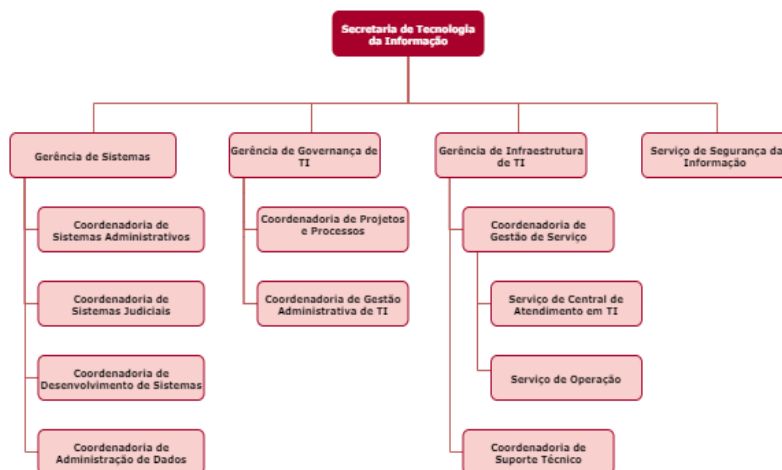 Secretaria de Tecnologia
da Informação
Gerência de Sistemas
Gerência de Governança de
TI
Gerência de Infraestrutura
de TI
Serviço de Segurança da
Informação
Coordenadoria de
Sistemas Administrativos
Coordenadoria de Projetos
e Processos
Coordenadoria de
Gestão de Serviço
Coordenadoria de
Sistemas Judiciais
Coordenadoria de Gestão
Administrativa de TI
Serviço de Central de
Atendimento em TI
Coordenadoria de
Desenvolvimento de Sistemas
Serviço de Operação
Coordenadoria de
Administração de Dados
Coordenadoria de
Suporte Técnico